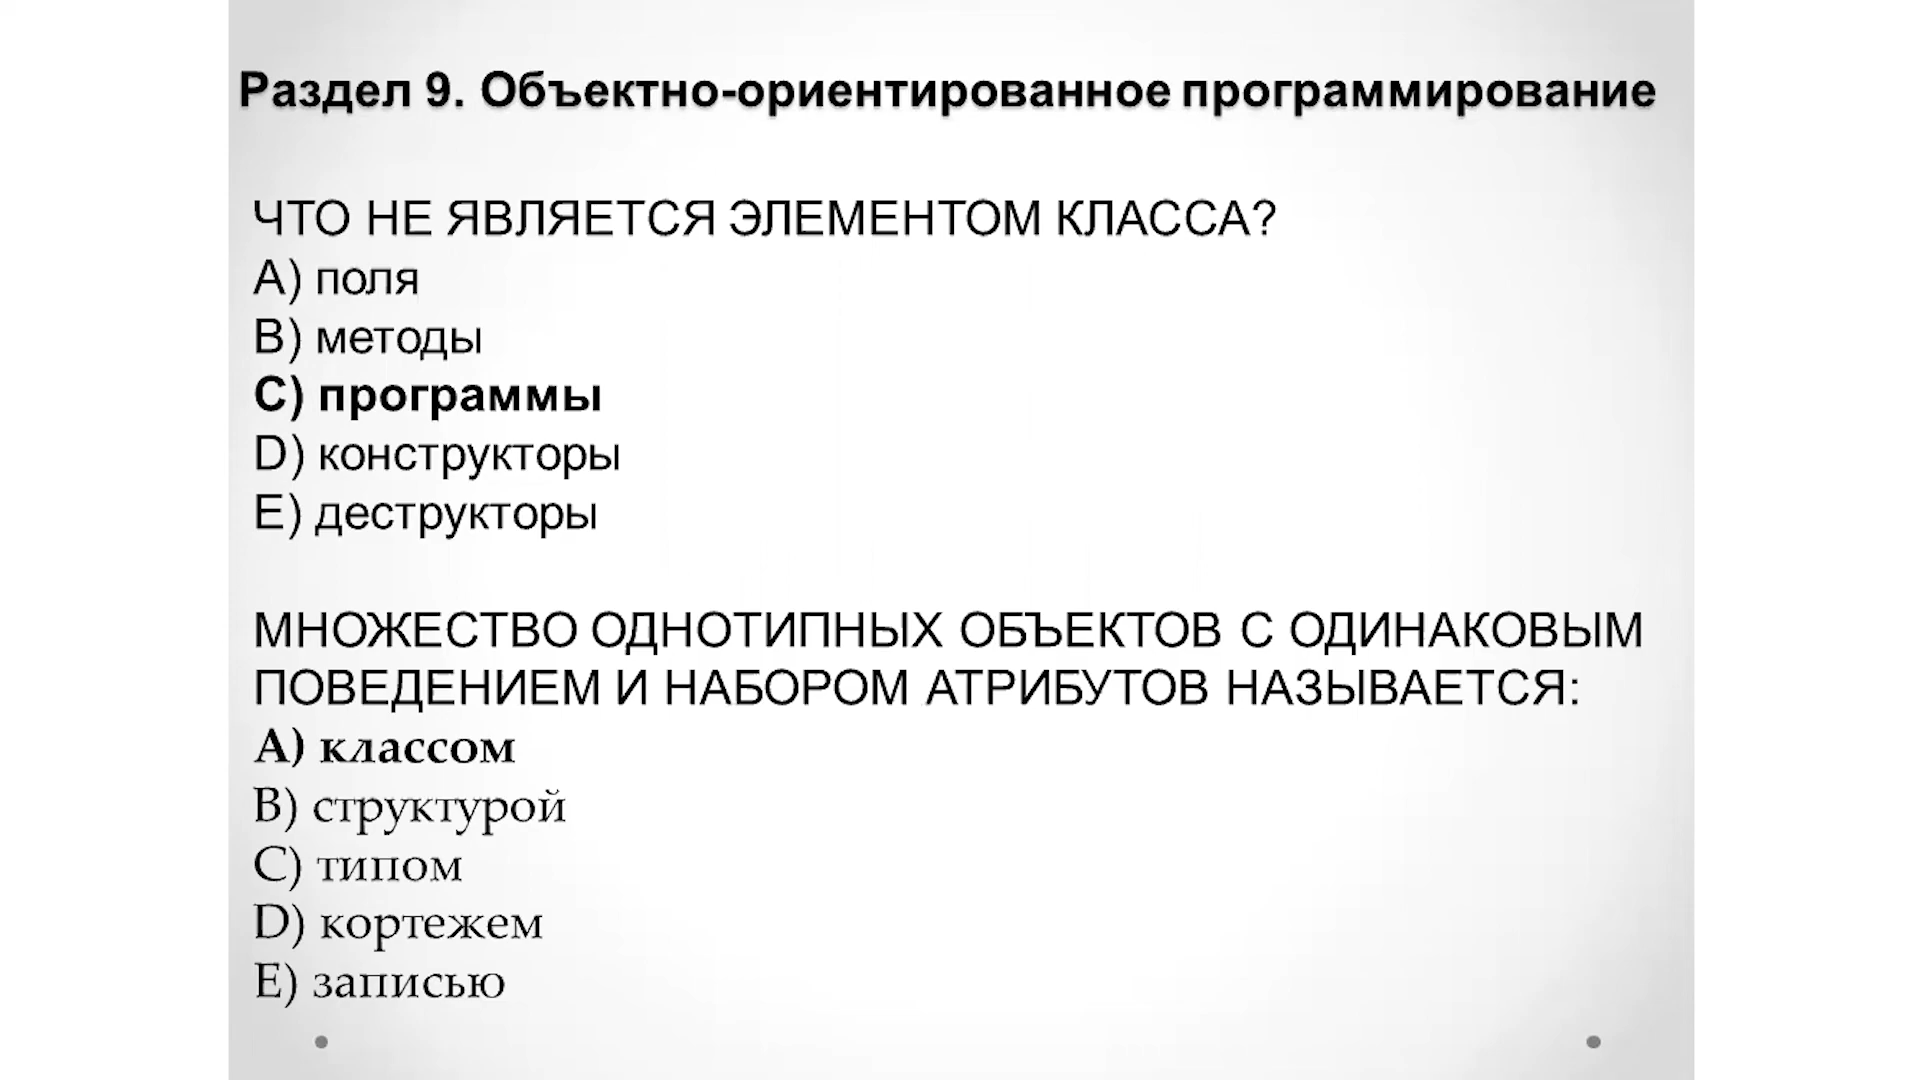 Раздел 9. Объектно-ориентированное программирование
ЧТО НЕ ЯВЛЯЕТСЯ ЭЛЕМЕНТОМ КЛАССА?
A) поля
B) методы
C) программы
D) конструкторы
E) деструкторы
МНОЖЕСТВО ОДНОТИПНЫХ ОБЪЕКТОВ С ОДИНАКОВЫМ
ПОВЕДЕНИЕМ И НАБОРОМ АТРИБУТОВ НАЗЫВАЕТСЯ:
A) классом
B) структурой
C) типом
D) кортежем
E) записью